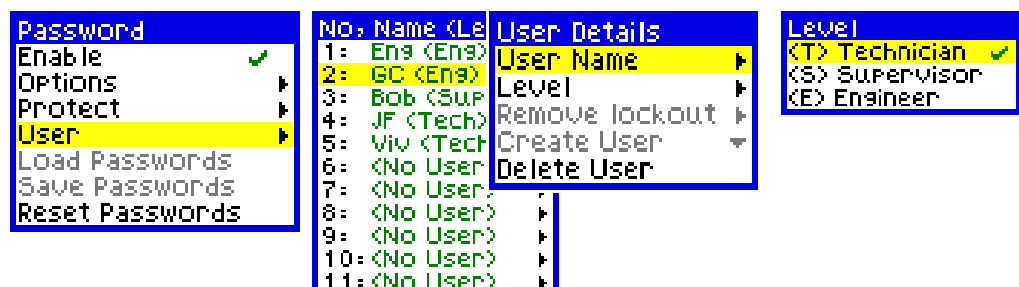 Password
Enable
Options
Protect
User
Load Passwords
Save Passwords
Reset Passwords
No, Name (Le
1: Eng (Eng)
2: GC (Eng)
3: Bob (Sup
4: JF (Tech)
5: Viv (Tech
6: (No User
7: (No User)
8: (No User)
9: (No User)
10: (No User)
11: (No User)
User Details
User Name
Level
Remove lockout
Create User
Delete User
Level
(T) Technician
(S) Supervisor
(E) Engineer